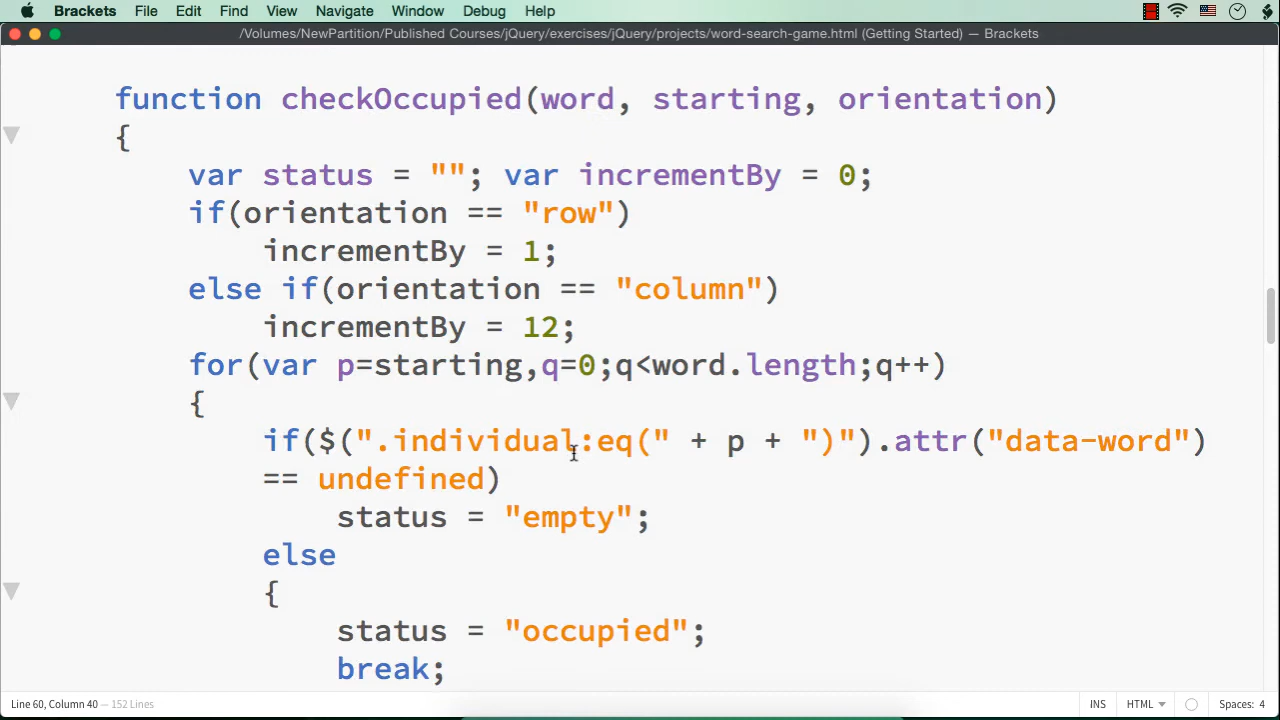 Brackets File Edit Find View Navigate Window Debug Help
/Volumes/NewPartition/Published Courses/jQuery/exercises/jQuery/projects/word-search-game.html (Getting Started) — Brackets
function checkOccupied(word, starting, orientation)
{
var status = ""; var incrementBy = 0;
if(orientation == "row")
incrementBy = 1;
else if(orientation == "column")
incrementBy = 12;
for(var p=starting,q=0;q<word.length;q++)
{
if($(".individual:eq(" + p + ")").attr("data-word")
== undefined)
status = "empty";
else
{
status = "occupied";
break;
Line 60, Column 40 — 152 Lines INS HTML Spaces: 4